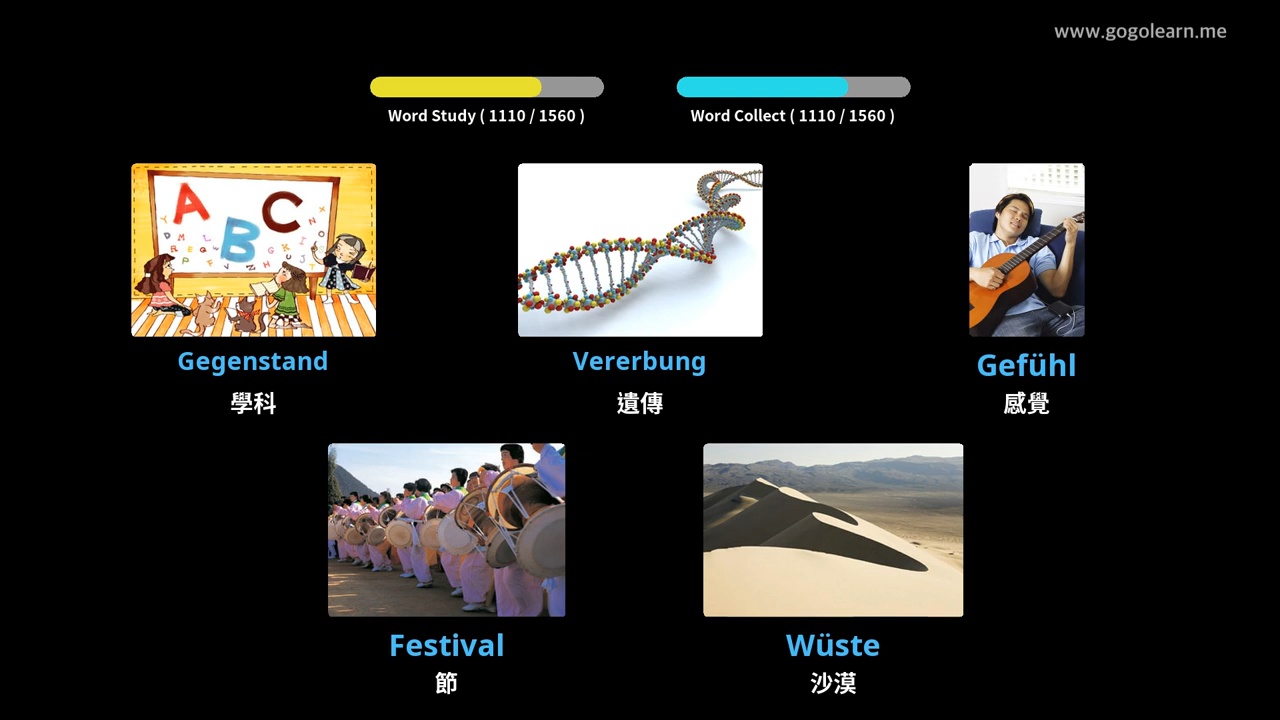 www.gogolearn.me
Word Study ( 1110 / 1560 )
Word Collect ( 1110 / 1560 )
A B C
Gegenstand
學科
Vererbung
遺傳
Gefühl
感覺
Festival
節
Wüste
沙漠